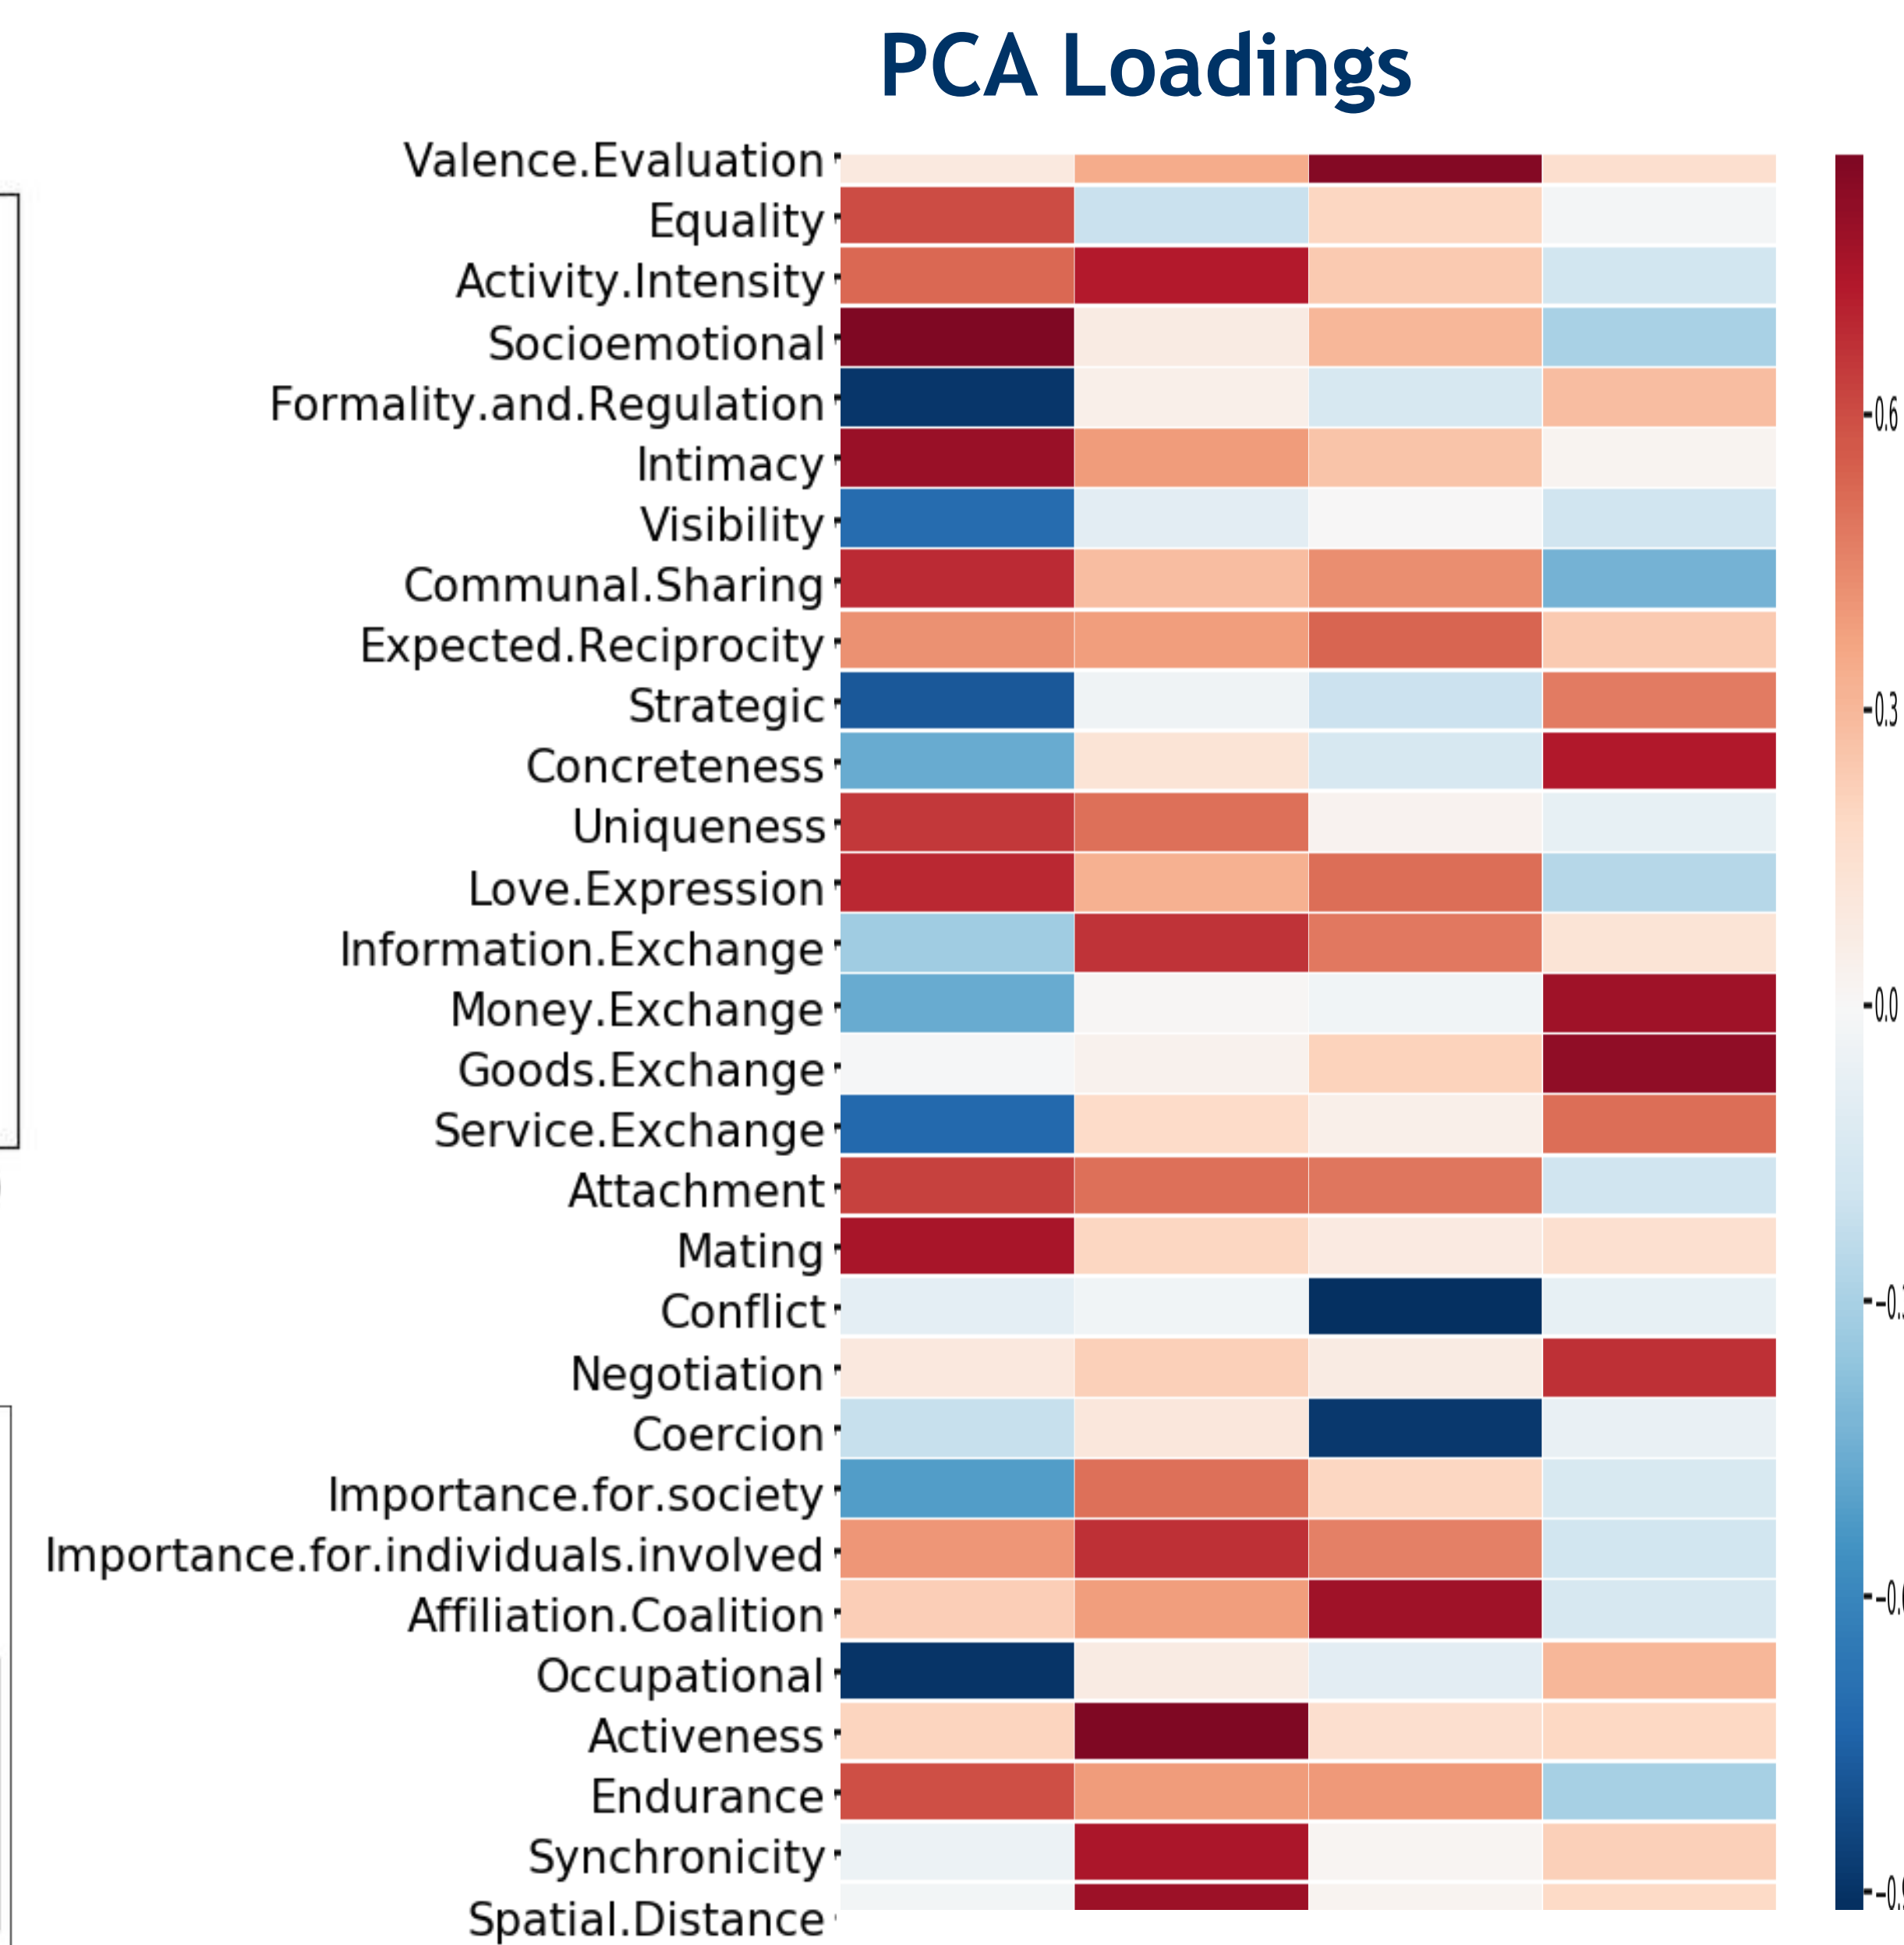 PCA Loadings
Valence.Evaluation
Equality
Activity.Intensity
Socioemotional
Formality.and.Regulation
Intimacy
Visibility
Communal.Sharing
Expected.Reciprocity
Strategic
Concreteness
Uniqueness
Love.Expression
Information.Exchange
Money.Exchange
Goods.Exchange
Service.Exchange
Attachment
Mating
Conflict
Negotiation
Coercion
Importance.for.society
Importance.for.individuals.involved
Affiliation.Coalition
Occupational
Activeness
Endurance
Synchronicity
Spatial.Distance
0.6
0.3
0.0